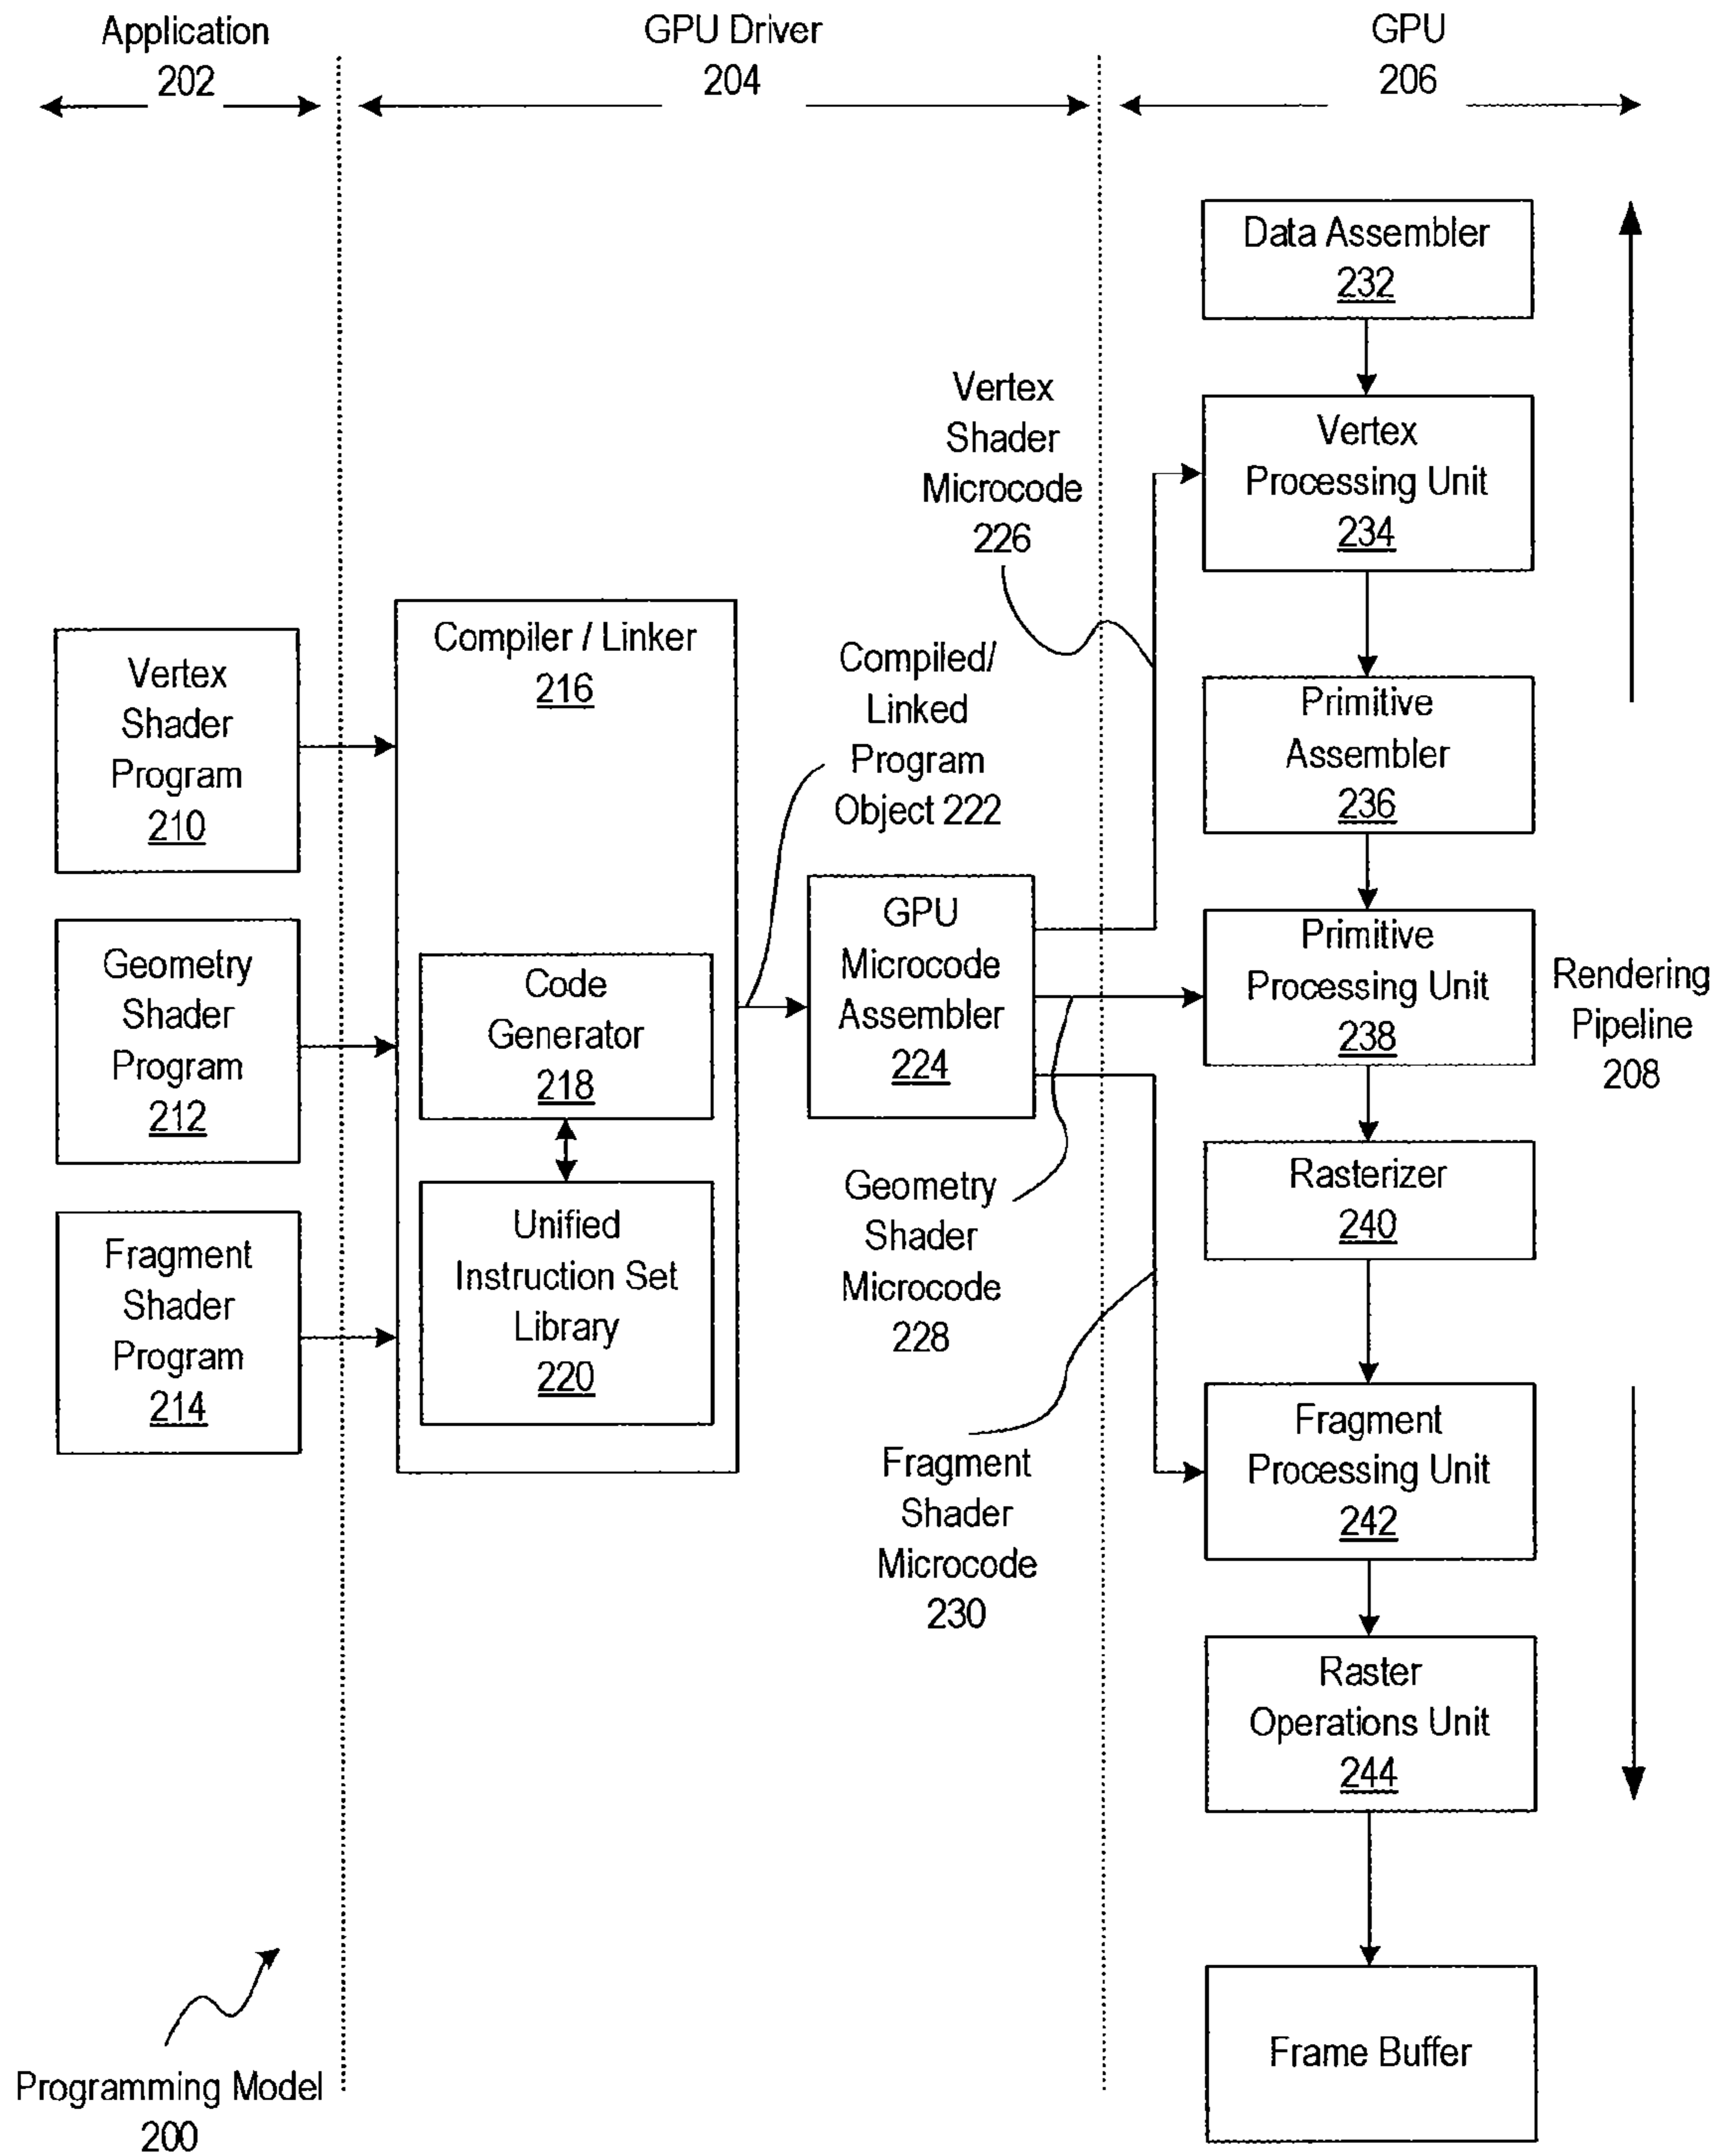 Application
202
GPU Driver
204
GPU
206
Data Assembler
232
Vertex
Shader
Microcode
226
Vertex
Processing Unit
234
Vertex
Shader
Program
210
Compiler / Linker
216
Compiled/
Linked
Program
Object 222
Primitive
Assembler
236
Geometry
Shader
Program
212
Code
Generator
218
GPU
Microcode
Assembler
224
Primitive
Processing Unit
238
Rendering
Pipeline
208
Fragment
Shader
Program
214
Unified
Instruction Set
Library
220
Geometry
Shader
Microcode
228
Rasterizer
240
Fragment
Shader
Microcode
230
Fragment
Processing Unit
242
Raster
Operations Unit
244
Frame Buffer
Programming Model
200